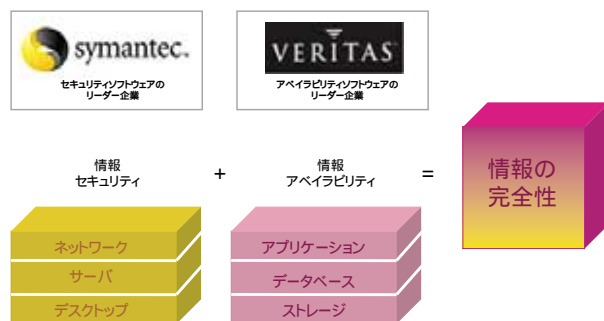 symantec.
セキュリティソフトウェアの
リーダー企業
VERITAS
アベイラビリティソフトウェアの
リーダー企業
情報
セキュリティ
+
情報
アベイラビリティ
=
情報の
完全性
ネットワーク
サーバ
デスクトップ
アプリケーション
データベース
ストレージ